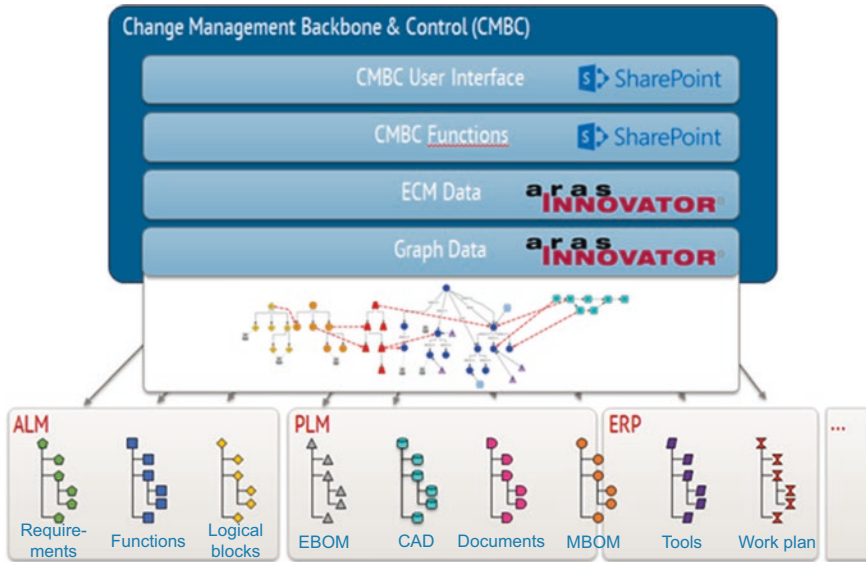 Change Management Backbone & Control (CMBC)
CMBC User Interface
S SharePoint
CMBC Functions
S SharePoint
ECM Data
aras INNOVATOR®
Graph Data
aras INNOVATOR®
ALM
PLM
ERP
...
Require-
ments
Functions
Logical
blocks
EBOM
CAD
Documents
MBOM
Tools
Work plan